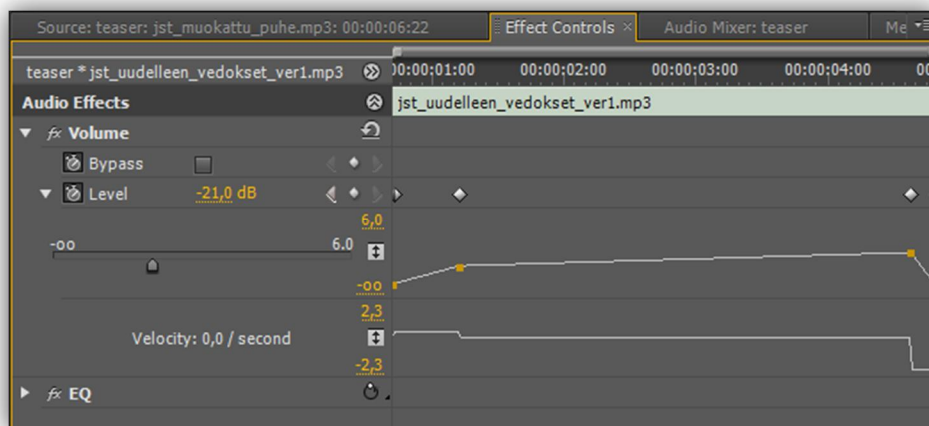 Source: teaser: jst_muokattu_puhe.mp3: 00:00:06:22
Effect Controls ×
Audio Mixer: teaser
Me
teaser * jst_uudelleen_vedokset_ver1.mp3
00:00;01:00 00:00;02:00 00:00;03:00 00:00;04:00 00
Audio Effects
jst_uudelleen_vedokset_ver1.mp3
fx Volume
Bypass
Level -21,0 dB
6,0
-oo 6.0
-oo
2,3
Velocity: 0,0 / second
-2,3
fx EQ